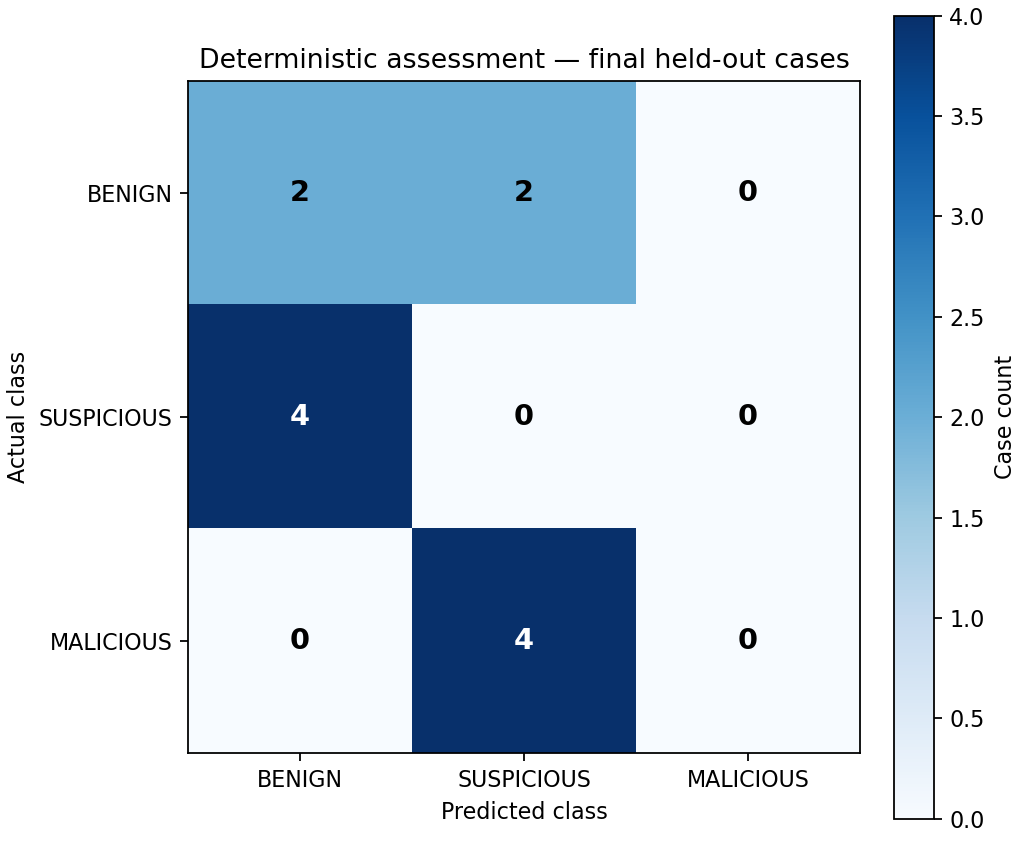 Deterministic assessment — final held-out cases
BENIGN
2
2
0
SUSPICIOUS
4
0
0
MALICIOUS
0
4
0
BENIGN
SUSPICIOUS
MALICIOUS
Predicted class
Actual class
4.0
3.5
3.0
2.5
2.0
1.5
1.0
0.5
0.0
Case count